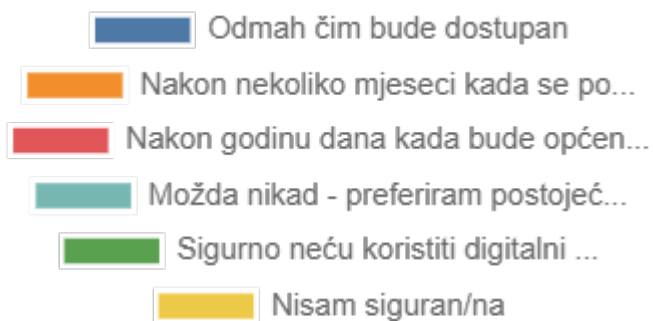 Odmah čim bude dostupan
Nakon nekoliko mjeseci kada se po...
Nakon godinu dana kada bude općen...
Možda nikad - preferiram postojeć...
Sigurno neću koristiti digitalni ...
Nisam siguran/na